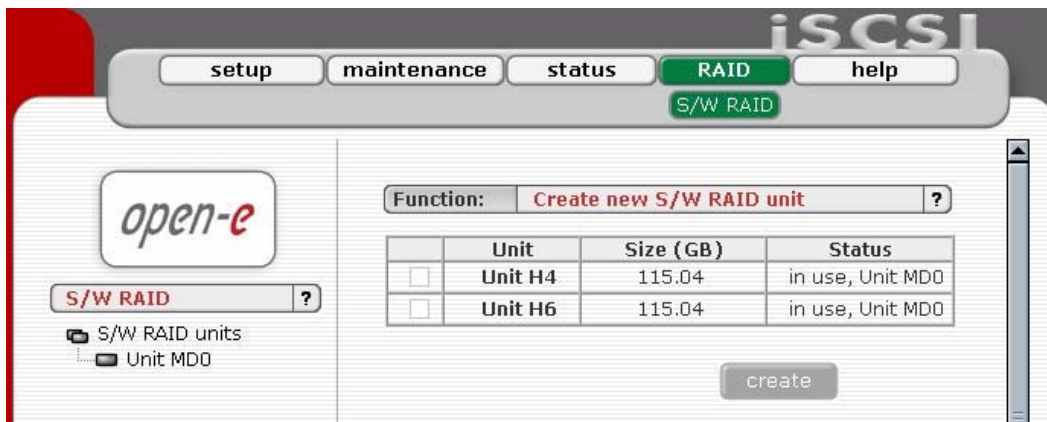 iSCSI
setup maintenance status RAID help
S/W RAID
open-e
S/W RAID ?
S/W RAID units
Unit MD0
Function: Create new S/W RAID unit ?
Unit Size (GB) Status
Unit H4 115.04 in use, Unit MD0
Unit H6 115.04 in use, Unit MD0
create